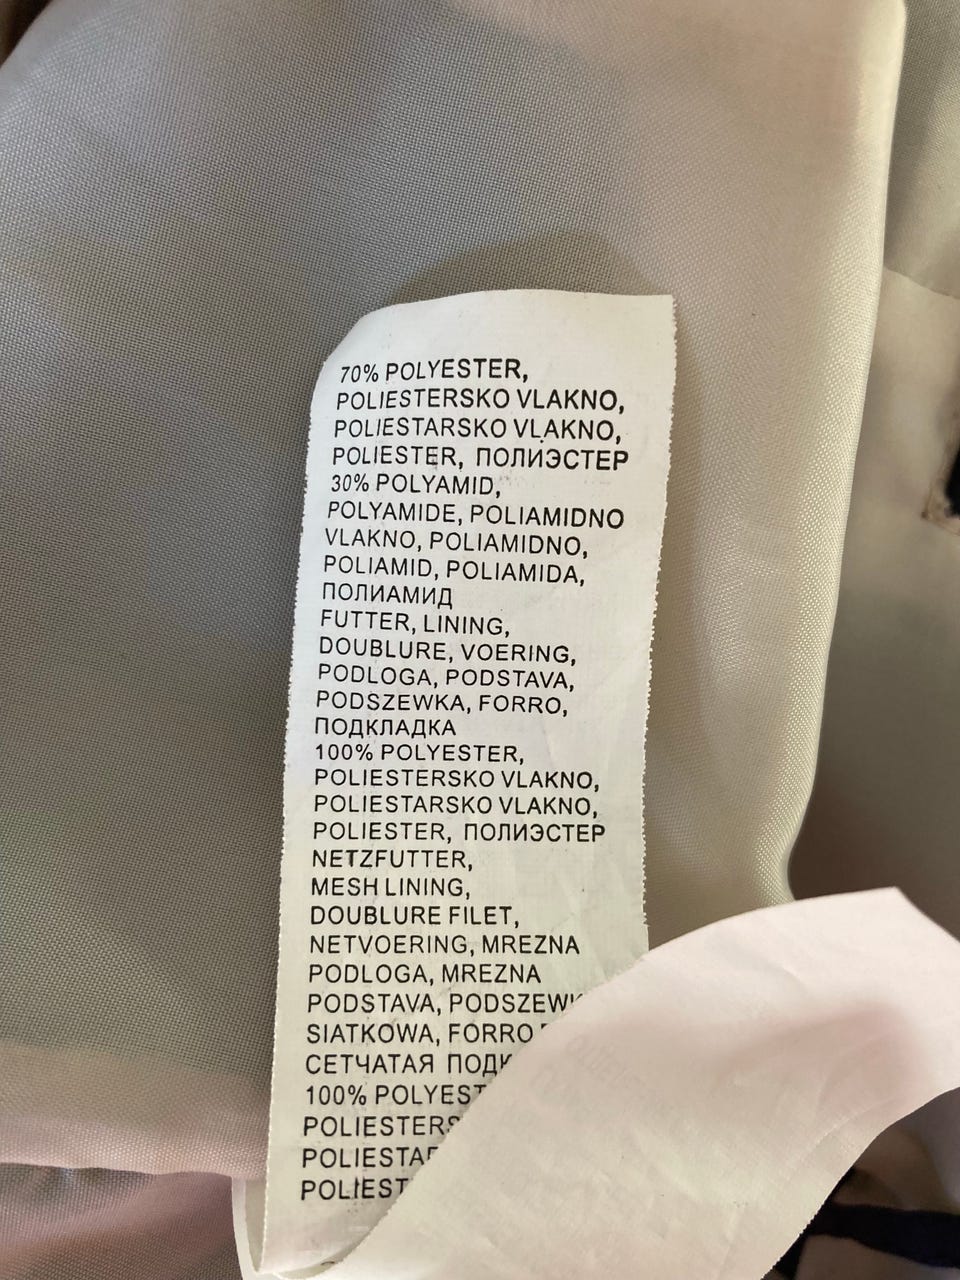 70% POLYESTER,
POLIESTERSKO VLAKNO,
POLIESTARSKO VLAKNO,
POLIESTER, ПОЛИЭСТЕР
30% POLYAMID,
POLYAMIDE, POLIAMIDNO
VLAKNO, POLIAMIDNO,
POLIAMID, POLIAMIDA,
ПОЛИАМИД
FUTTER, LINING,
DOUBLURE, VOERING,
PODLOGA, PODSTAVA,
PODSZEWKA, FORRO,
ПОДКЛАДКА
100% POLYESTER,
POLIESTERSKO VLAKNO,
POLIESTARSKO VLAKNO,
POLIESTER, ПОЛИЭСТЕР
NETZFUTTER,
MESH LINING,
DOUBLURE FILET,
NETVOERING, MREZNA
PODLOGA, MREZNA
PODSTAVA,
SIATKOWA, FORRO
СЕТЧАТАЯ
100%